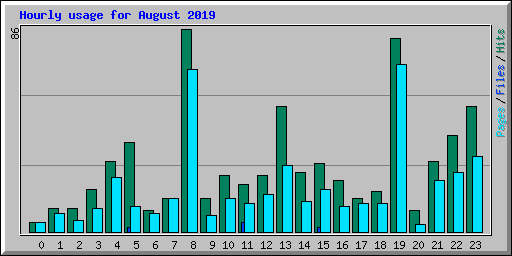 Hourly usage for August 2019
86
Pages / Files / Hits
0 1 2 3 4 5 6 7 8 9 10 11 12 13 14 15 16 17 18 19 20 21 22 23